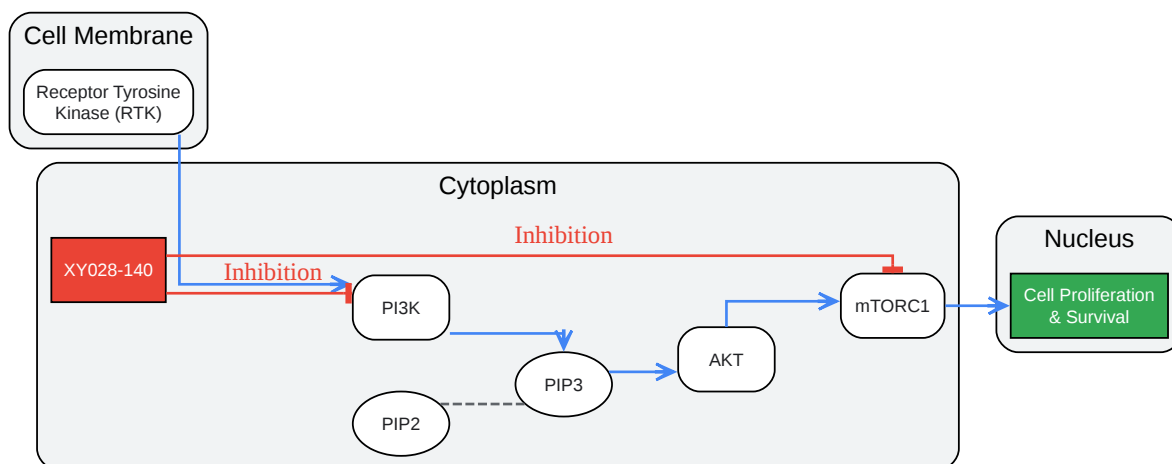 Cell Membrane
Receptor Tyrosine
Kinase (RTK)
Cytoplasm
Inhibition
XY028-140
Inhibition
PI3K
mTORC1
AKT
PIP3
PIP2
Nucleus
Cell Proliferation
& Survival